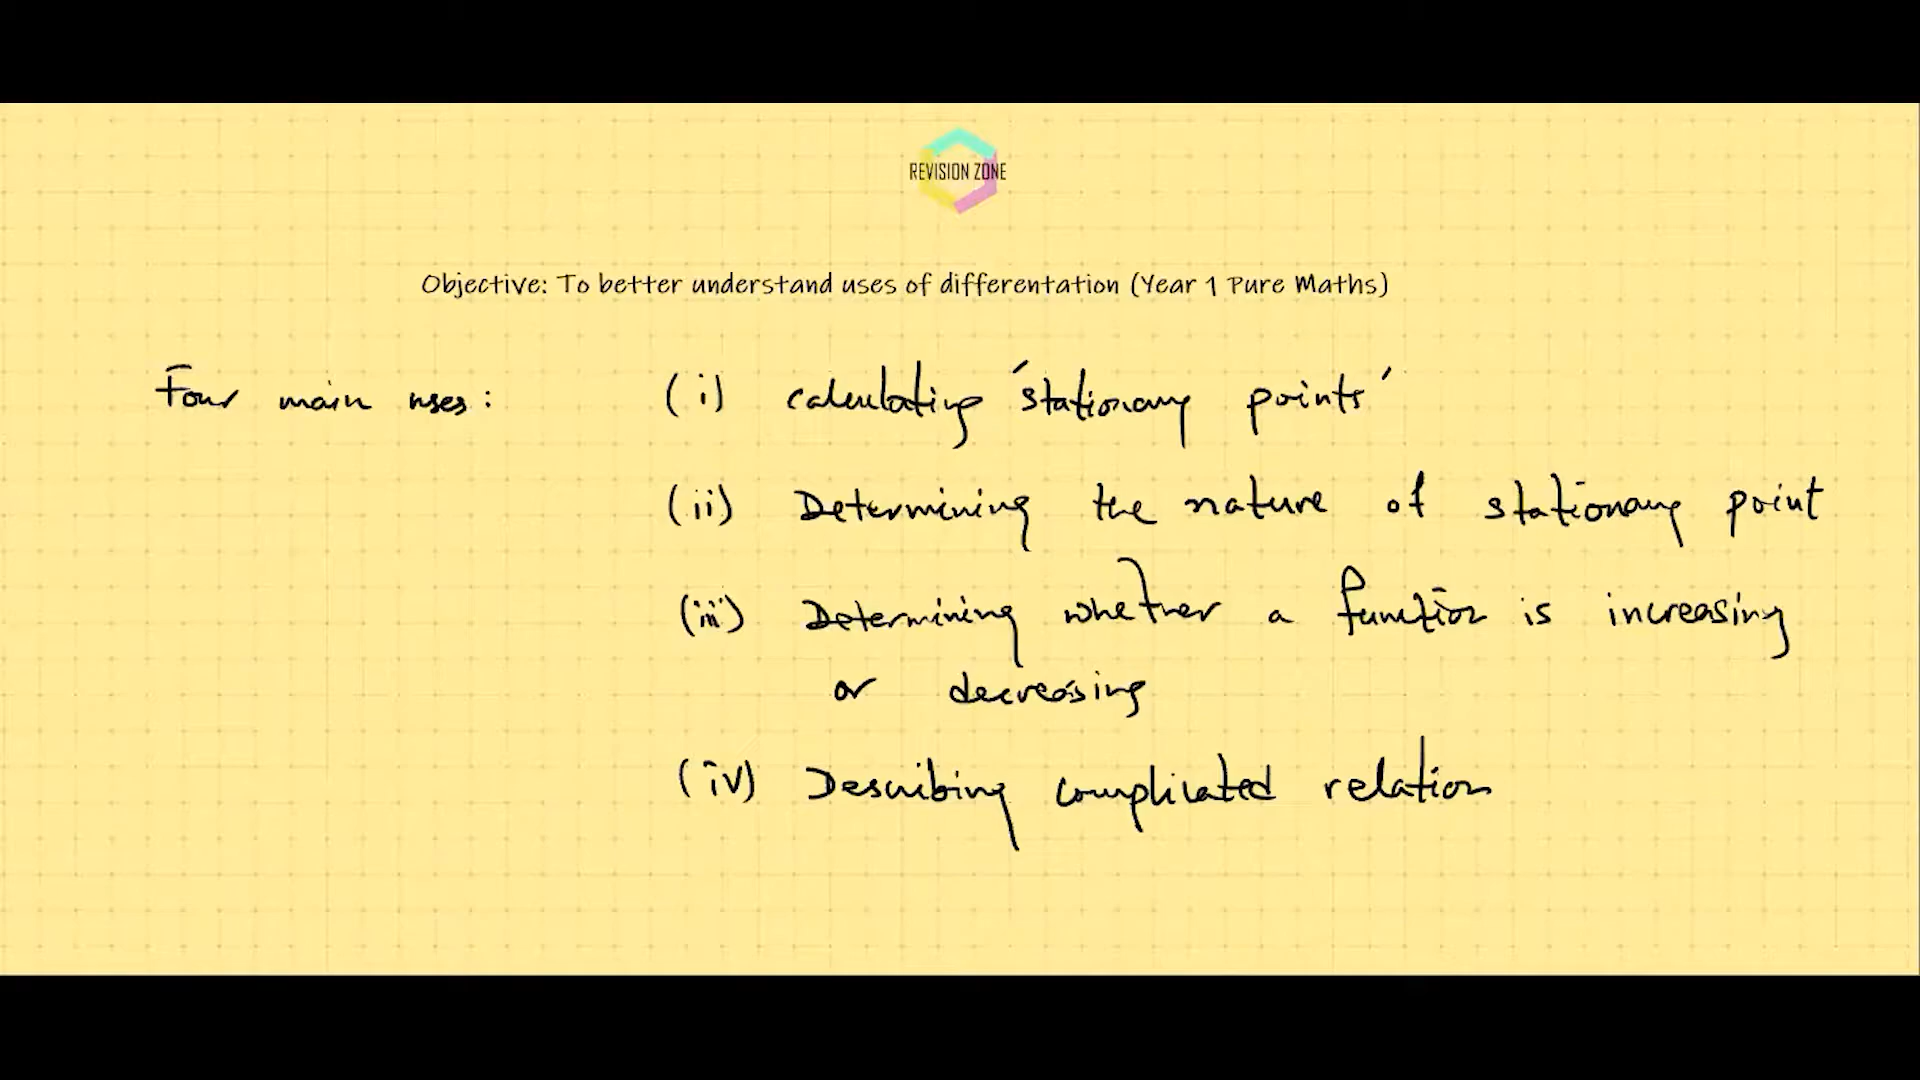 REVISION ZONE
Objective: To better understand uses of differentation (Year 1 Pure Maths)
Four main uses: (i) calculating 'stationary points'
(ii) Determining the nature of stationary point
(iii) Determining whether a function is increasing
or decreasing
(iv) Describing complicated relation